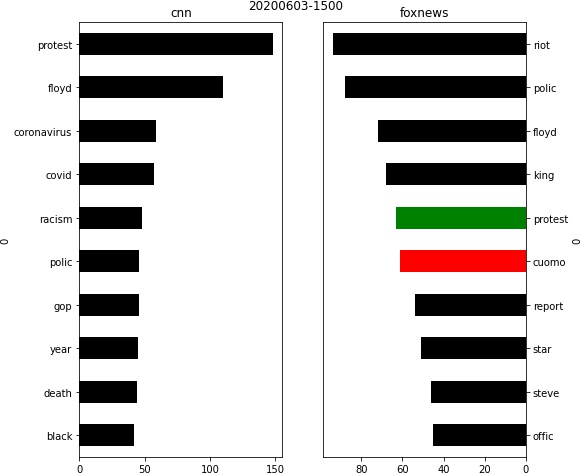 20200603-1500
cnn
foxnews
protest
floyd
coronavirus
covid
racism
polic
gop
year
death
black
0
0 50 100 150
riot
polic
floyd
king
protest
cuomo
report
star
steve
offic
0
80 60 40 20 0